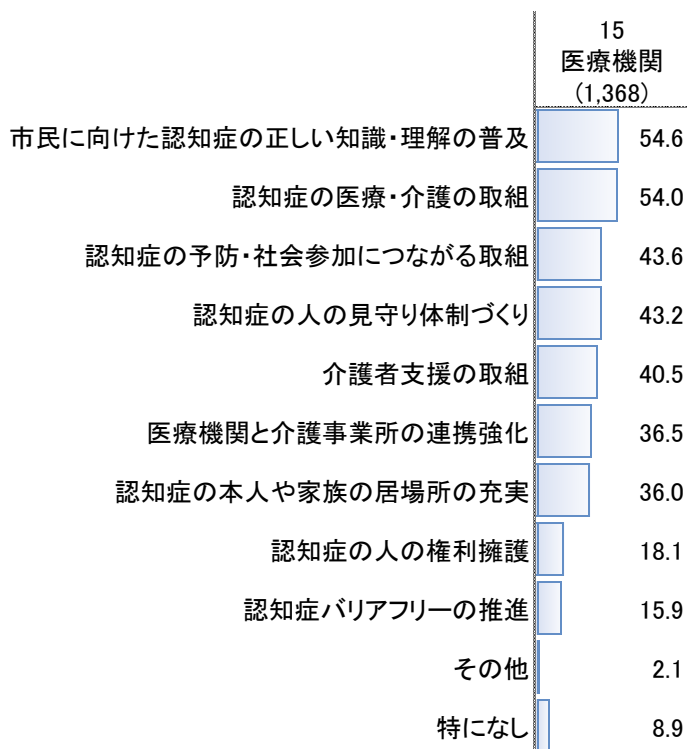 15
医療機関
(1,368)
市民に向けた認知症の正しい知識・理解の普及 54.6
認知症の医療・介護の取組 54.0
認知症の予防・社会参加につながる取組 43.6
認知症の人の見守り体制づくり 43.2
介護者支援の取組 40.5
医療機関と介護事業所の連携強化 36.5
認知症の本人や家族の居場所の充実 36.0
認知症の人の権利擁護 18.1
認知症バリアフリーの推進 15.9
その他 2.1
特になし 8.9